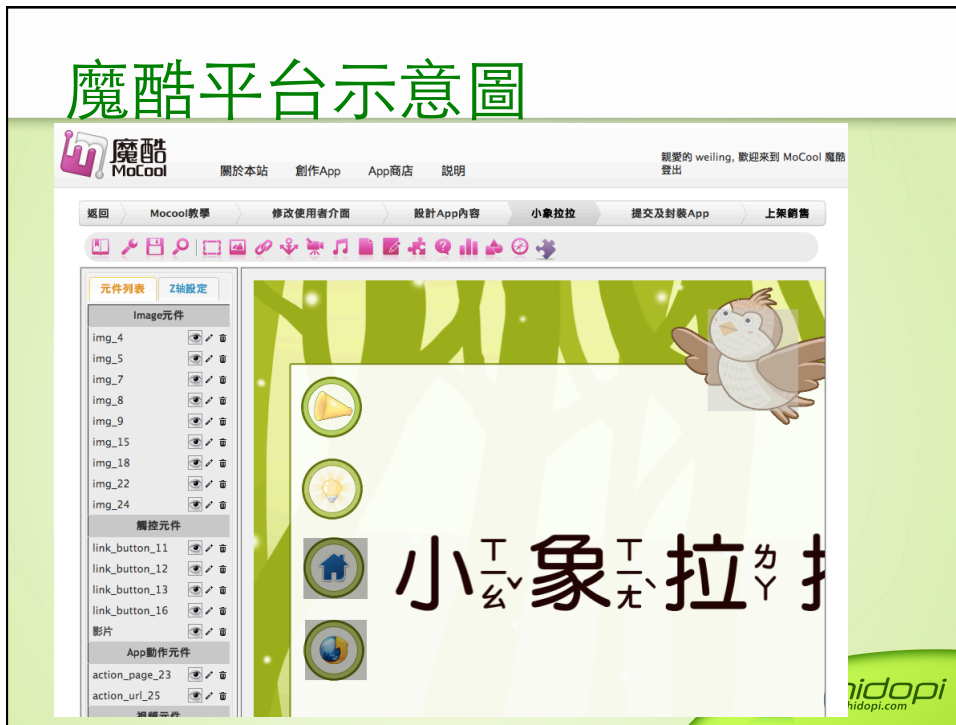 魔酷平台示意圖
魔酷
MoCool
關於本站 創作App App商店 説明
親愛的 weiling, 歡迎來到 MoCool 魔酷
登出
返回 Mocool教學 修改使用者介面 設計App內容 小象拉拉 提交及封裝App 上架銷售
元件列表 Z軸設定
Image元件
img_4
img_5
img_7
img_8
img_9
img_15
img_18
img_22
img_24
觸控元件
link_button_11
link_button_12
link_button_13
link_button_16
影片
App動作元件
action_page_23
action_url_25
視頻元件
小ㄒㄧㄠˇ象ㄒㄧㄤˋ拉ㄌㄚ
hidopi
hidopi.com